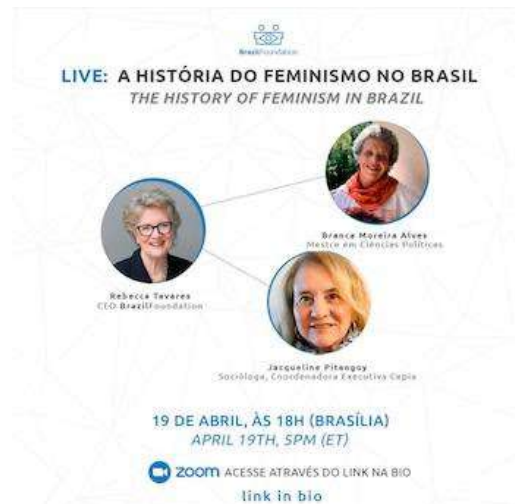 BrazilFoundation
LIVE: A HISTÓRIA DO FEMINISMO NO BRASIL
THE HISTORY OF FEMINISM IN BRAZIL
Branca Moreira Alves
Mestre em Ciências Políticas
Rebecca Tavares
CEO BrazilFoundation
Jacqueline Pitanguy
Socióloga, Coordenadora Executiva Cepia
19 DE ABRIL, ÀS 18H (BRASÍLIA)
APRIL 19TH, 5PM (ET)
zoom ACESSE ATRAVÉS DO LINK NA BIO
link in bio